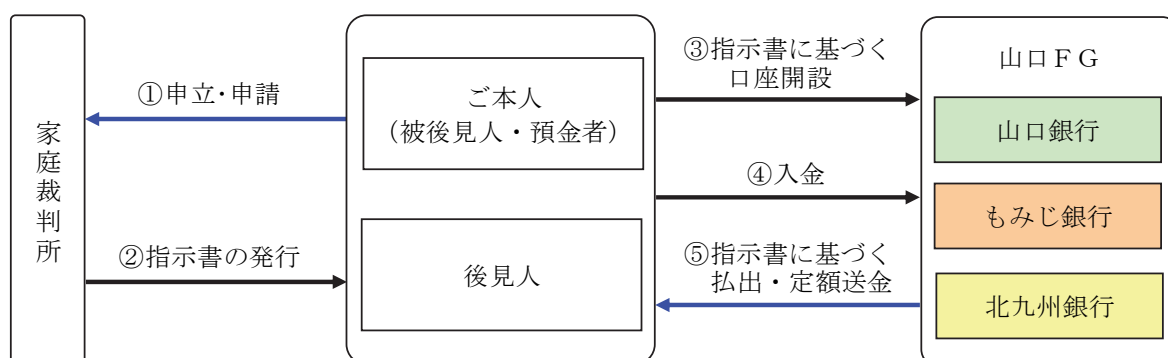 家庭裁判所
①申立・申請
②指示書の発行
ご本人
（被後見人・預金者）
後見人
③指示書に基づく
口座開設
④入金
⑤指示書に基づく
払出・定額送金
山口ＦＧ
山口銀行
もみじ銀行
北九州銀行